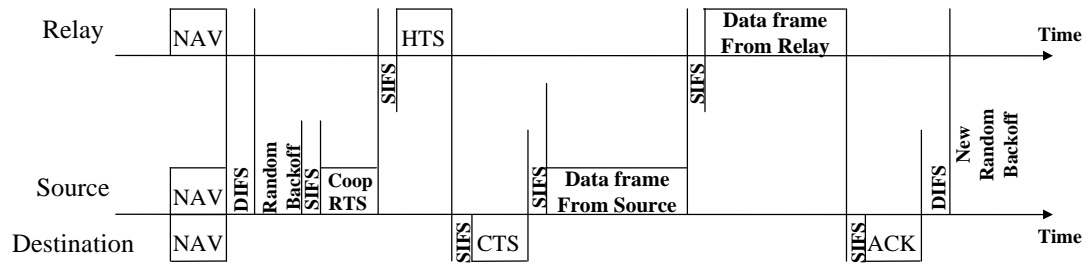 Relay
NAV
HTS
Data frame
From Relay
Time
SIFS
SIFS
DIFS
Random
Backoff
SIFS
SIFS
New
Random
Backoff
DIFS
Source
NAV
Coop
RTS
Data frame
From Source
Time
Destination
NAV
SIFS
CTS
SIFS
ACK